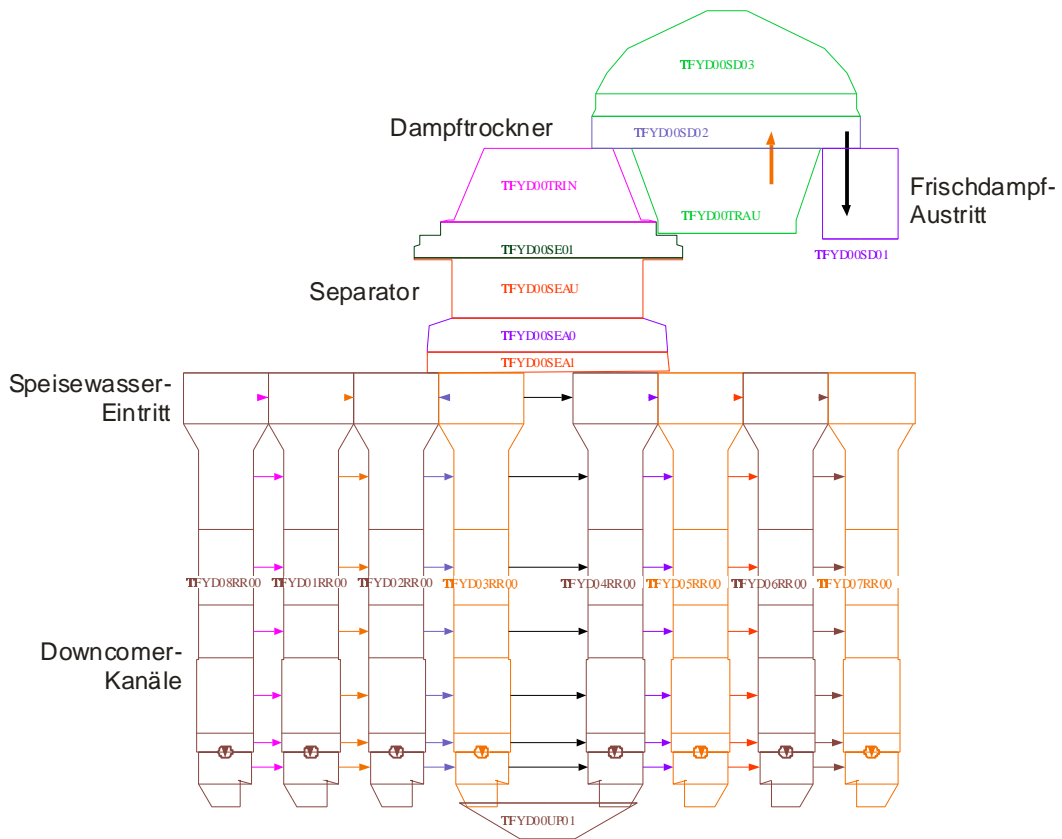 TFYD00SD03
Dampftrockner
TFYD00SD02
TFYD00TRIN
Frischdampf-
Austritt
TFYD00TRAU
TFYD00SE01
TFYD00SD01
Separator
TFYD00SEAU
TFYD00SEA0
TFYD00SEA1
Speisewasser-
Eintritt
TFYD08RR00 TFYD01RR00 TFYD02RR00 TFYD03RR00 TFYD04RR00 TFYD05RR00 TFYD06RR00 TFYD07RR00
Downcomer-
Kanäle
TFYD00UP01